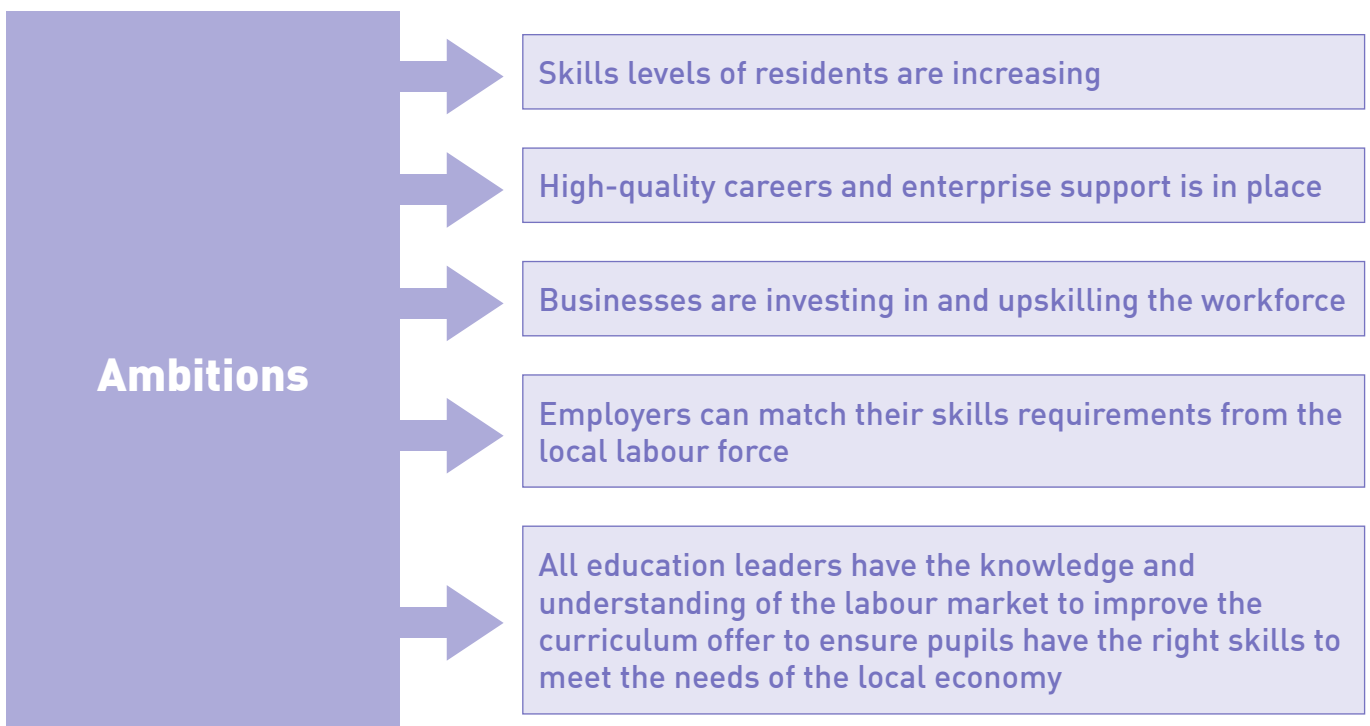 Ambitions
Skills levels of residents are increasing
High-quality careers and enterprise support is in place
Businesses are investing in and upskilling the workforce
Employers can match their skills requirements from the
local labour force
All education leaders have the knowledge and
understanding of the labour market to improve the
curriculum offer to ensure pupils have the right skills to
meet the needs of the local economy